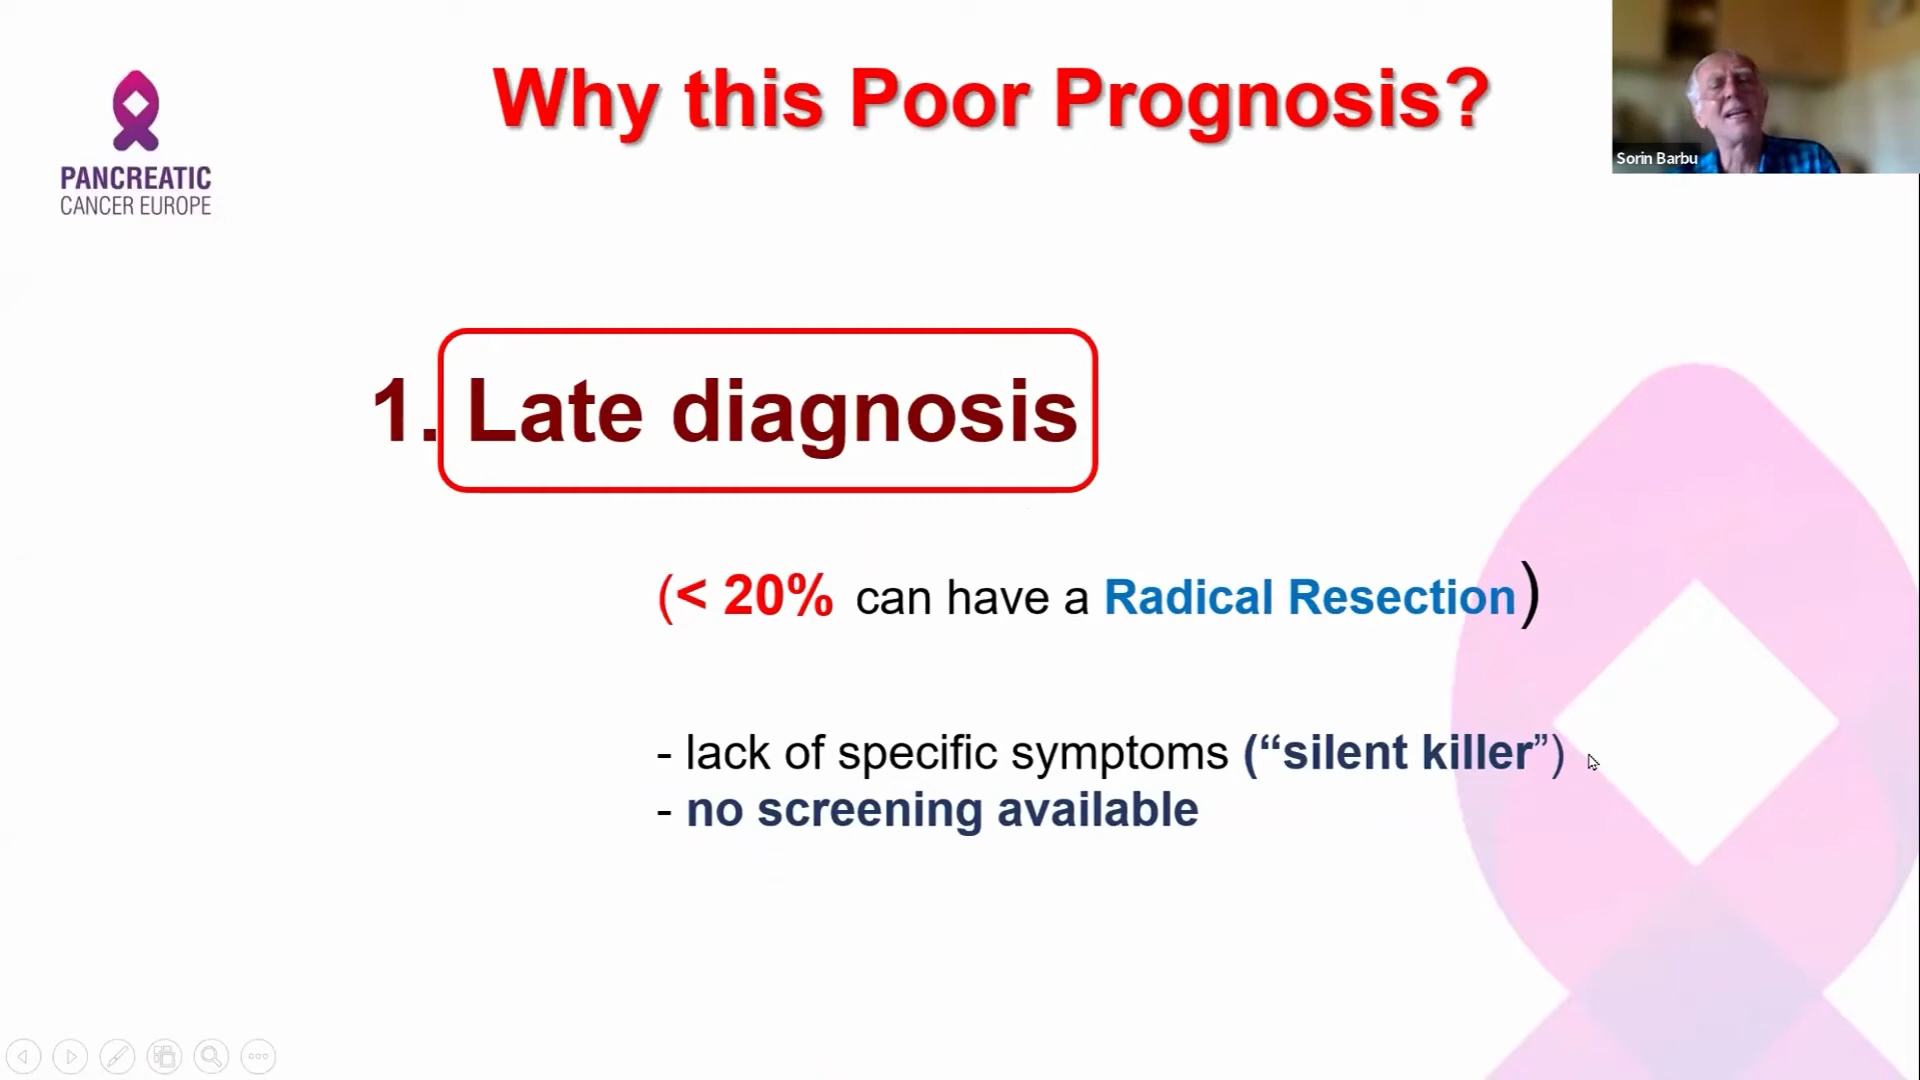 Why this Poor Prognosis?
Sorin Barbu
PANCREATIC
CANCER EUROPE
1. Late diagnosis
(< 20% can have a Radical Resection)
- lack of specific symptoms (“silent killer”)
- no screening available